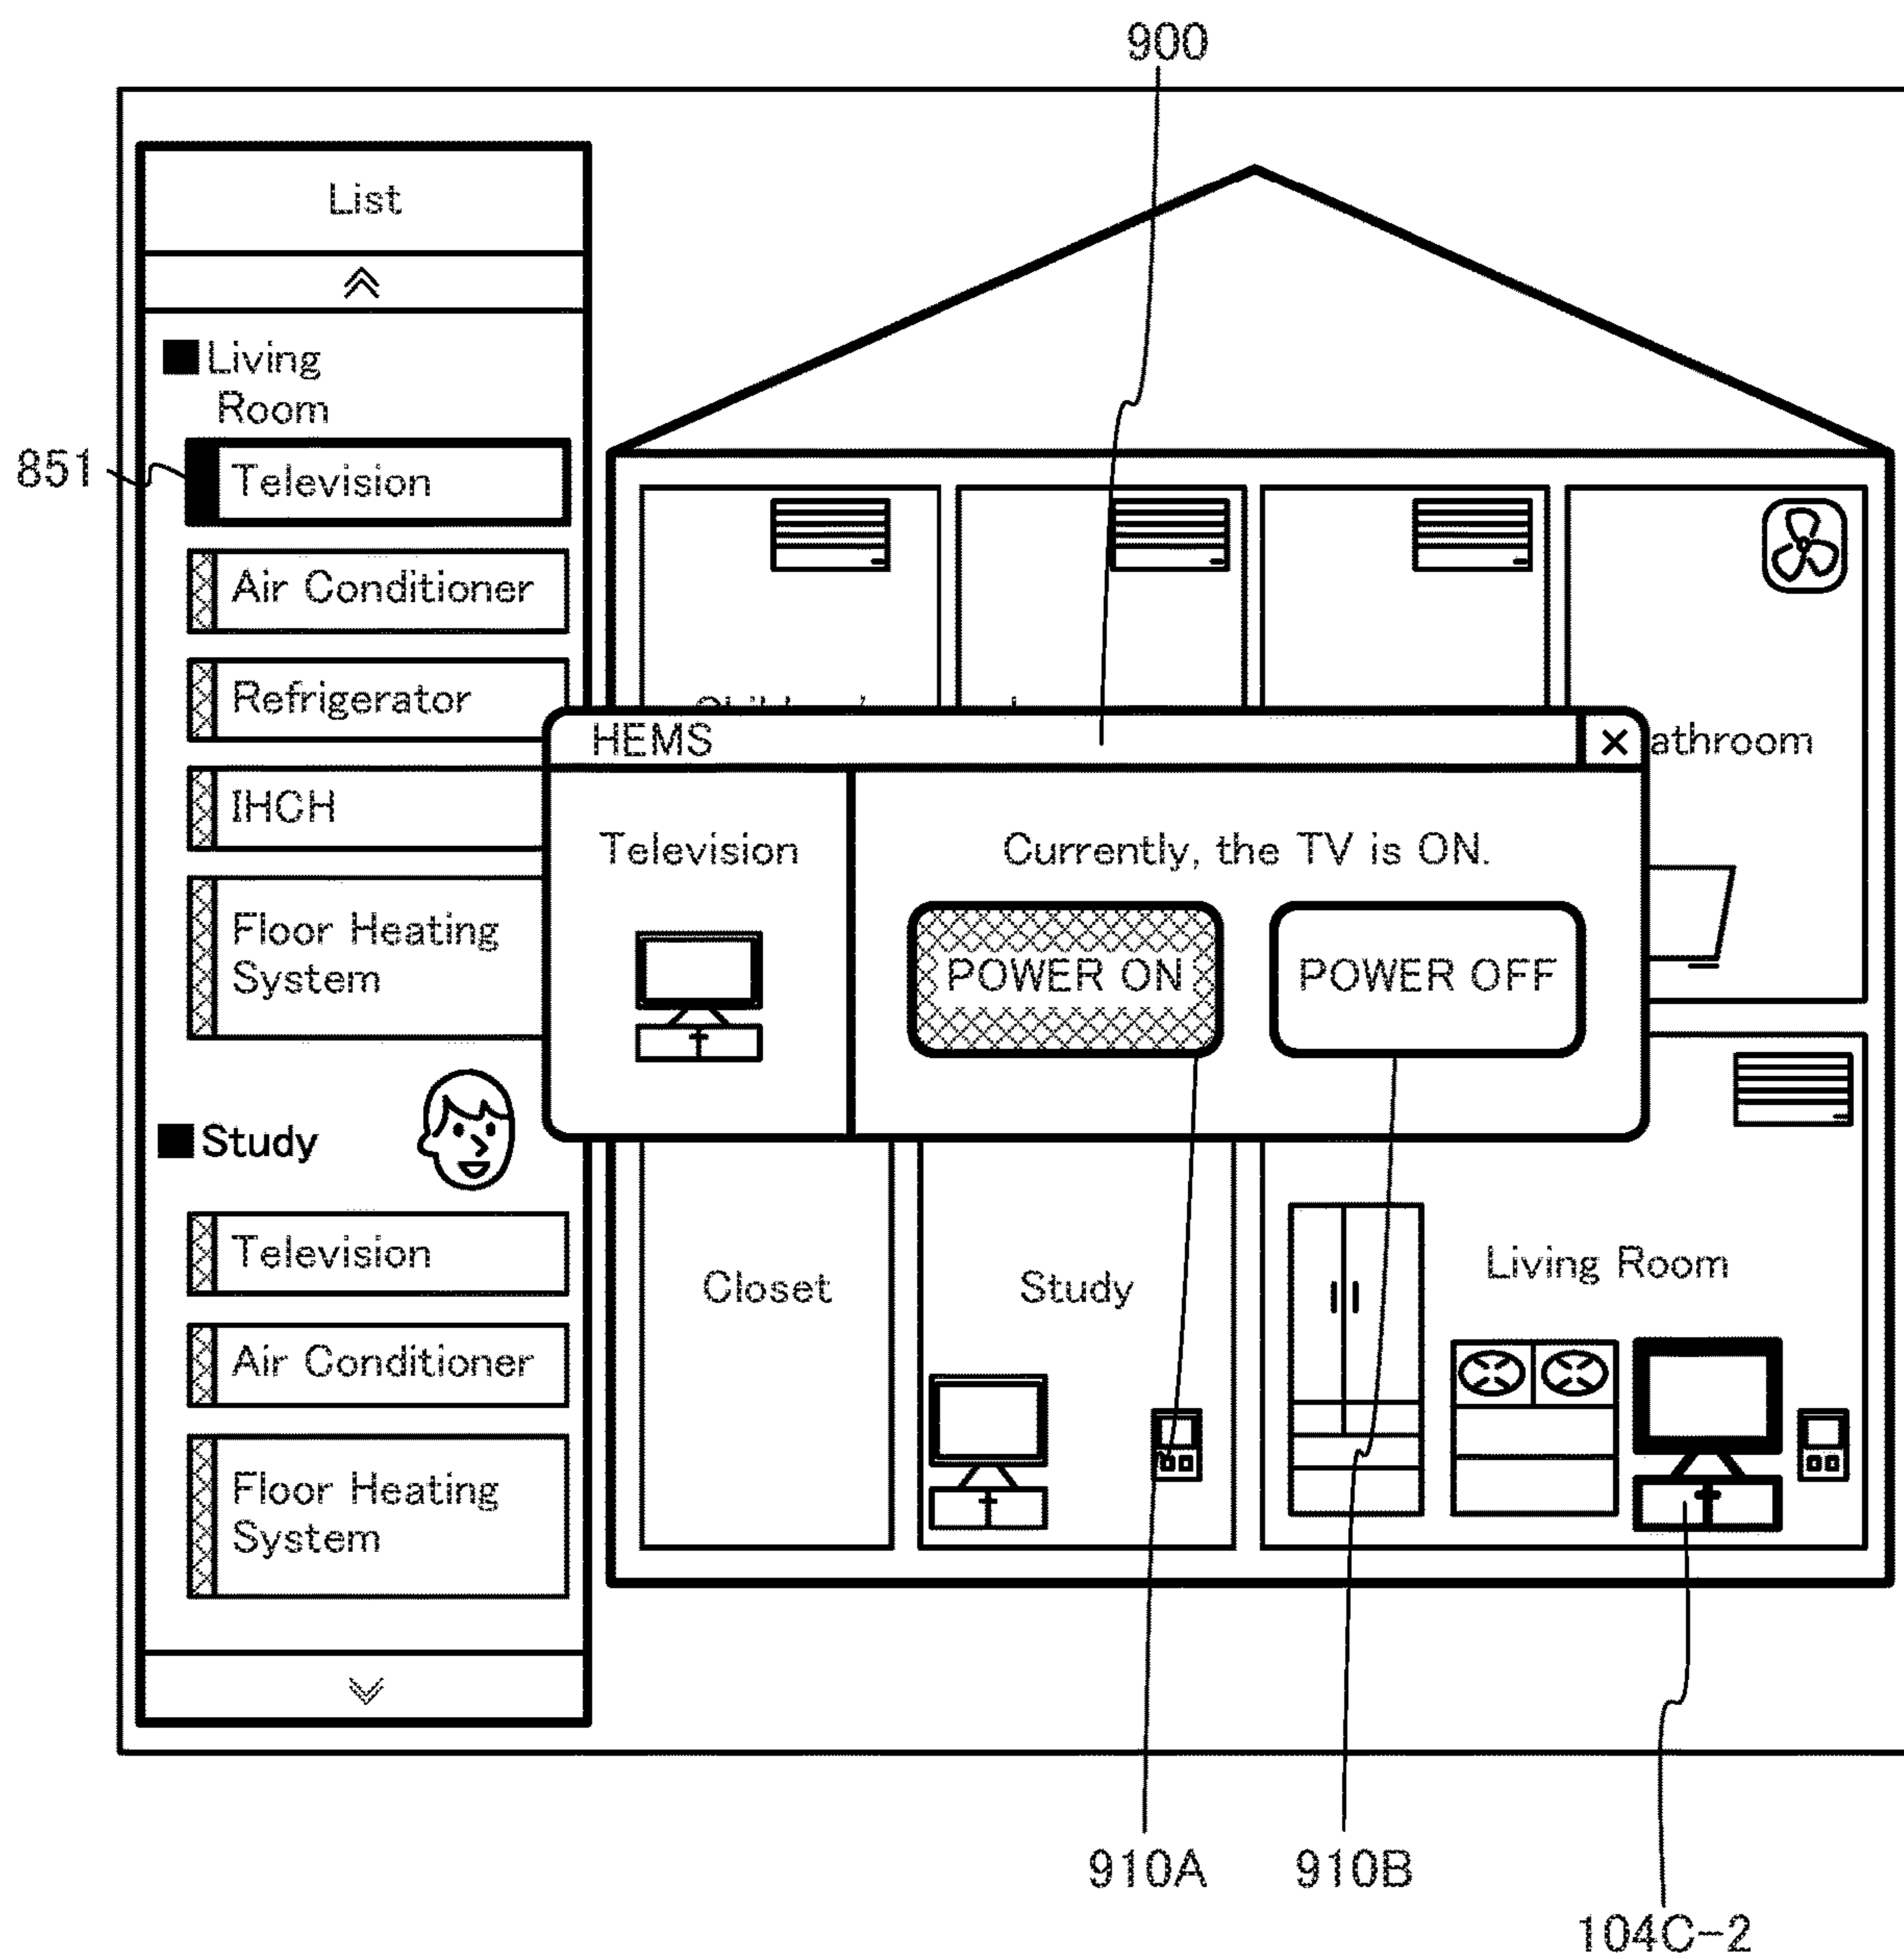 900
List
Living
Room
851
Television
Air Conditioner
Refrigerator
IHCH
Floor Heating
System
Study
Television
Air Conditioner
Floor Heating
System
HEMS
×
athroom
Television
Currently, the TV is ON.
POWER ON
POWER OFF
Closet
Study
Living Room
910A
910B
104C-2